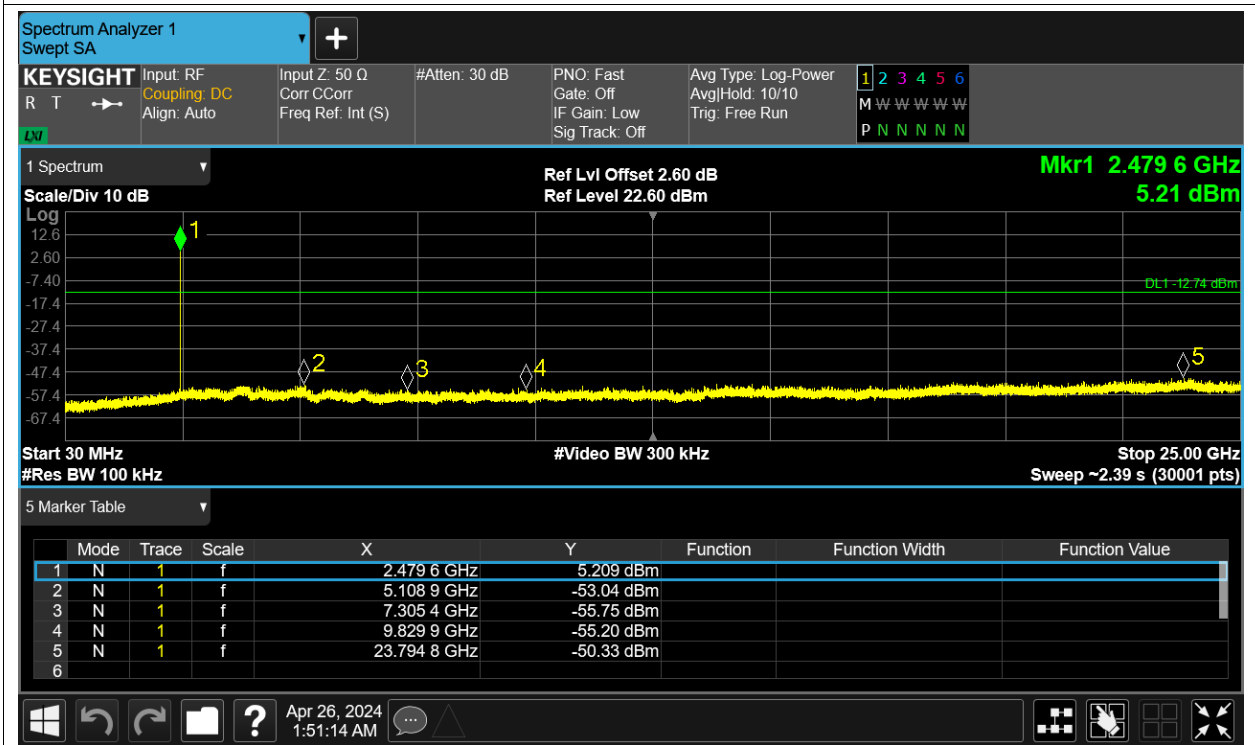 Spectrum Analyzer 1
Swept SA
+
KEYSIGHT
R T
LXI
Input: RF
Coupling: DC
Align: Auto
Input Z: 50 Ω
Corr CCorr
Freq Ref: Int (S)
#Atten: 30 dB
PNO: Fast
Gate: Off
IF Gain: Low
Sig Track: Off
Avg Type: Log-Power
Avg|Hold: 10/10
Trig: Free Run
1 2 3 4 5 6
M W W W W W
P N N N N N
1 Spectrum
Scale/Div 10 dB
Ref Lvl Offset 2.60 dB
Ref Level 22.60 dBm
Mkr1 2.479 6 GHz
5.21 dBm
Log
12.6
2.60
-7.40
-17.4
-27.4
-37.4
-47.4
-57.4
-67.4
1
2
3
4
5
DL1 -12.74 dBm
Start 30 MHz
#Video BW 300 kHz
Stop 25.00 GHz
#Res BW 100 kHz
Sweep ~2.39 s (30001 pts)
5 Marker Table
Mode Trace Scale X Y Function Function Width Function Value
1 N 1 f 2.479 6 GHz 5.209 dBm
2 N 1 f 5.108 9 GHz -53.04 dBm
3 N 1 f 7.305 4 GHz -55.75 dBm
4 N 1 f 9.829 9 GHz -55.20 dBm
5 N 1 f 23.794 8 GHz -50.33 dBm
6
?
Apr 26, 2024
1:51:14 AM